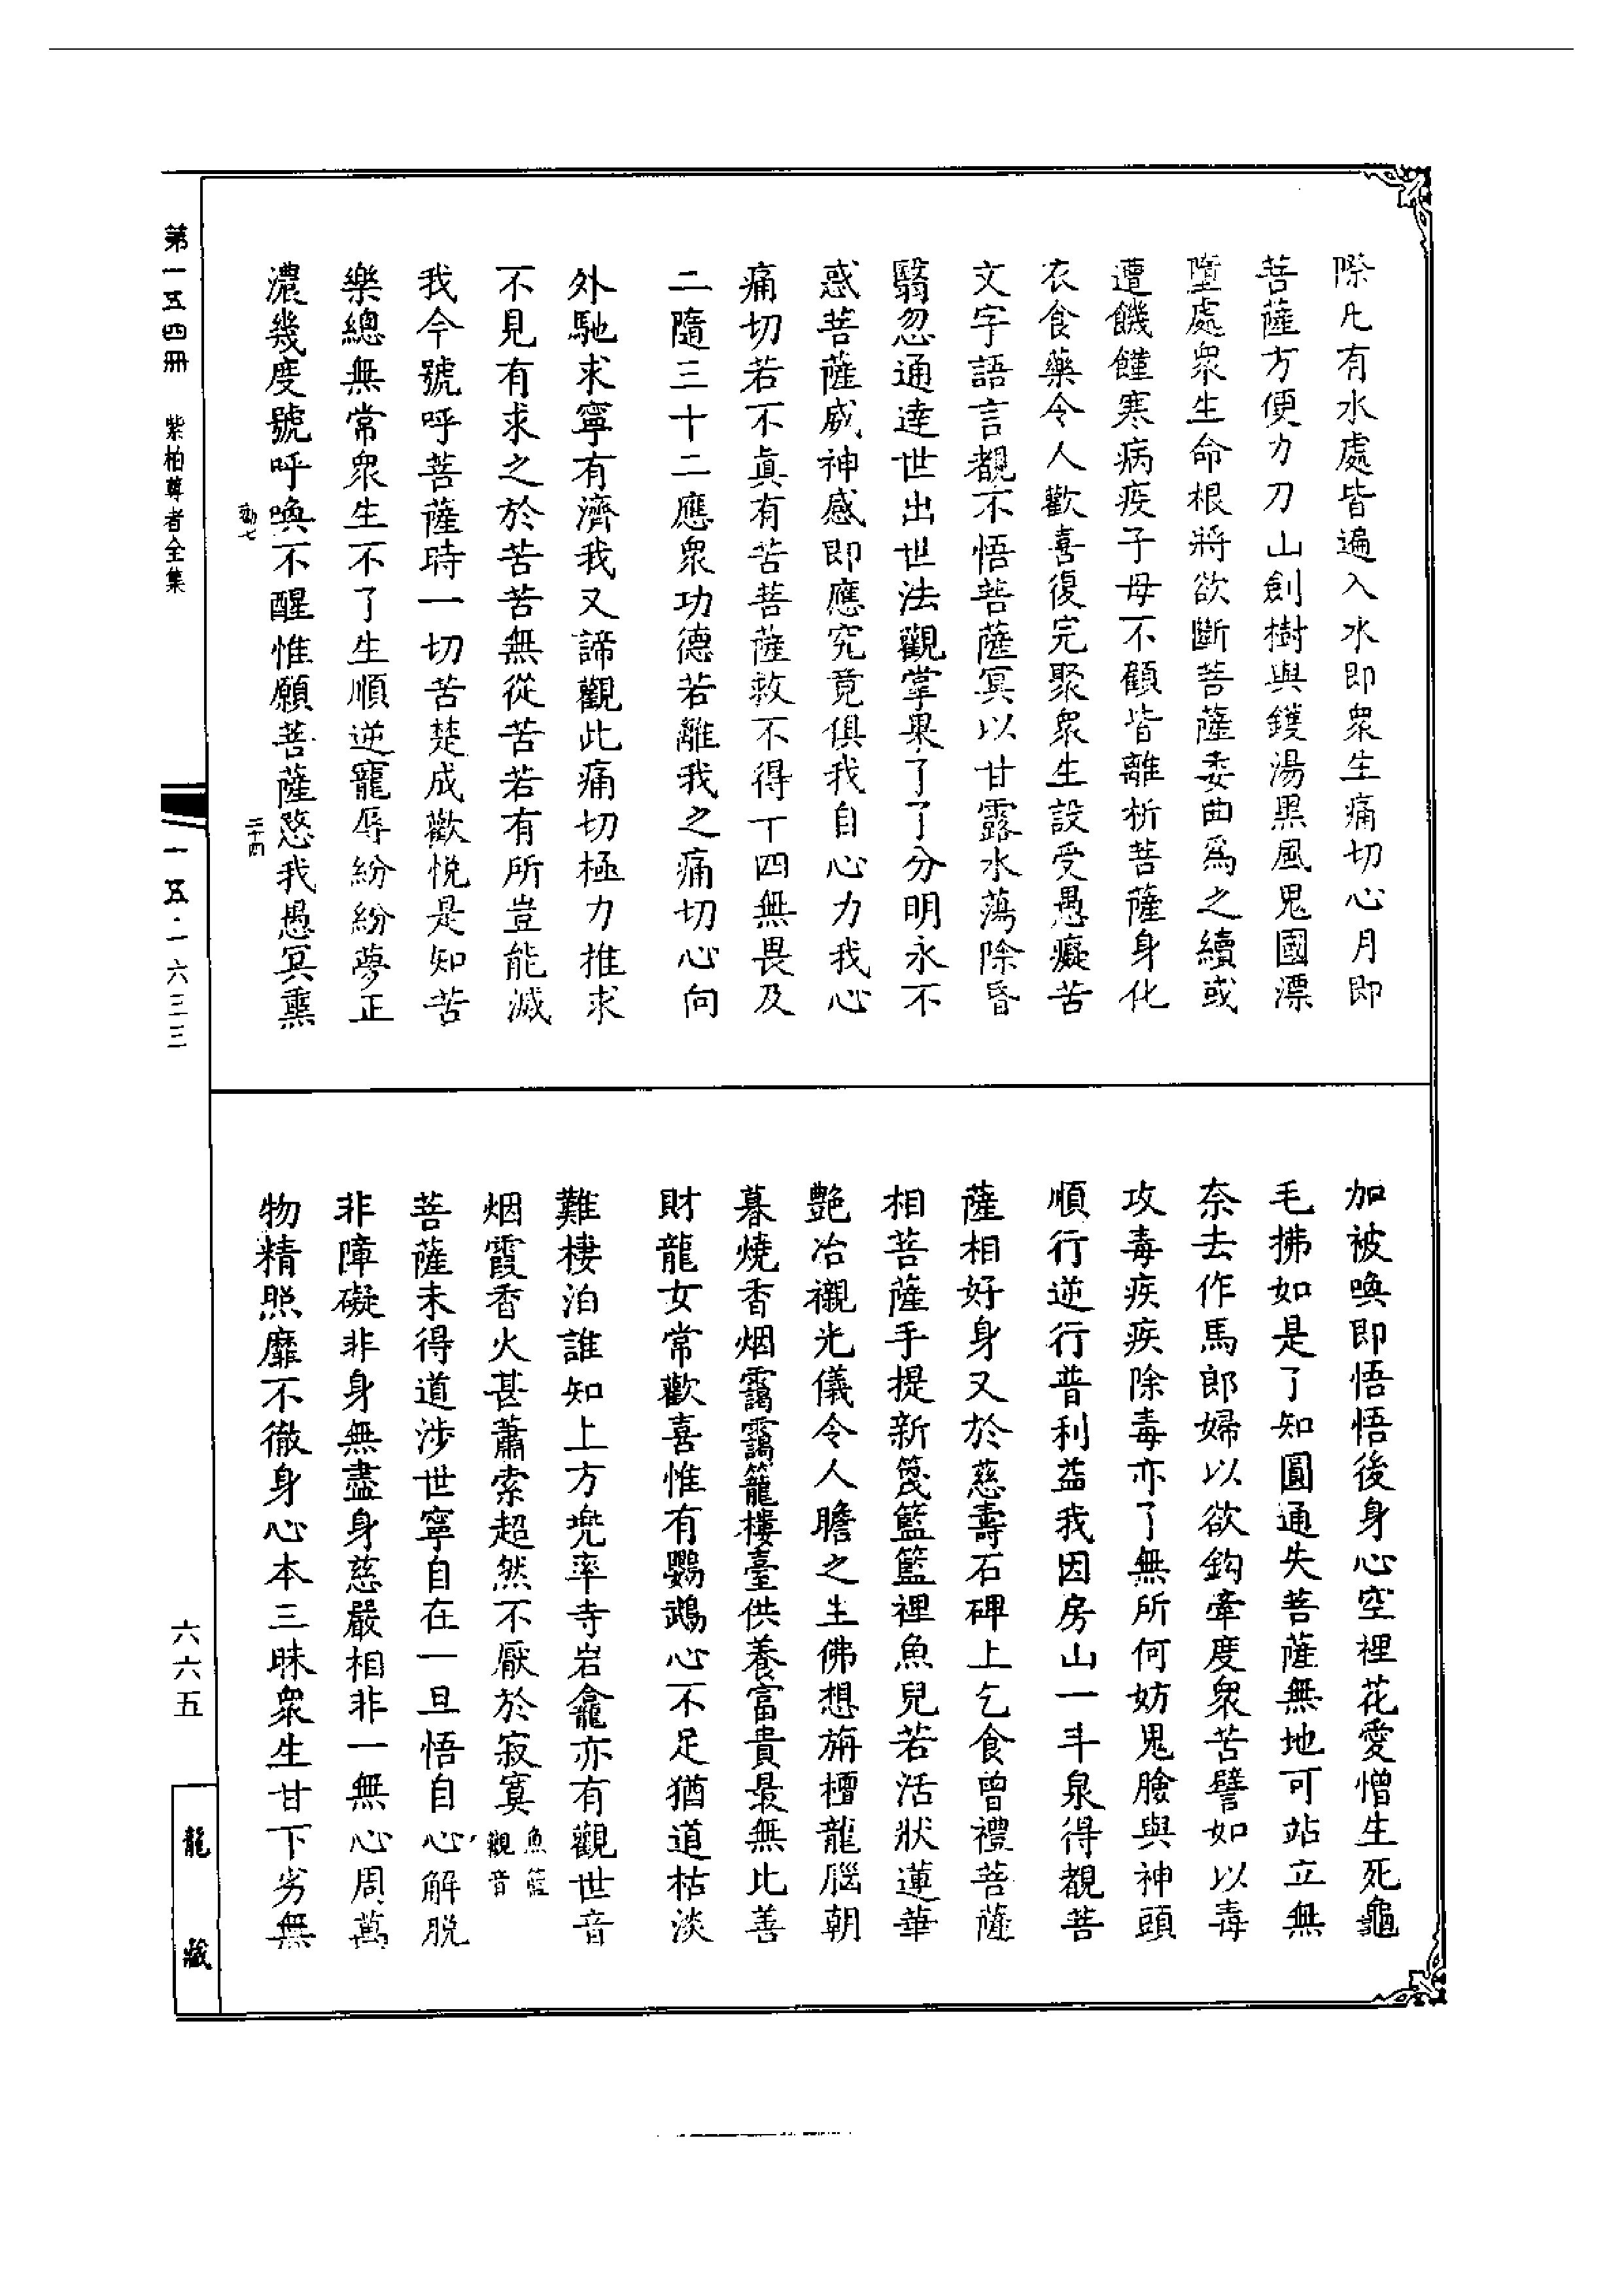 際凡有水處皆遍入水即衆生痛切心月即
菩薩方便力刀山劍樹與鑊湯黑風鬼國漂
墮處衆生命根將欲斷菩薩委曲爲之續或
遭饑饉寒病疾子母不顧皆離析菩薩身化
衣食藥令人歡喜復完聚衆生設受愚癡苦
文字語言覩不悟菩薩冥以甘露水蕩除昏
翳忽通達世出世法觀掌果了了分明永不
惑菩薩威神感即應究竟俱我自心力我心
痛切若不真有苦菩薩救不得十四無畏及
二隨三十二應衆功德若離我之痛切心向
外馳求寧有濟我又諦觀此痛切極力推求
不見有求之於苦苦無從苦若有所豈能滅
我今號呼菩薩時一切苦楚成歡悅是知苦
樂總無常衆生不了生順逆寵辱紛紛夢正
濃幾度號呼喚不醒惟願菩薩愍我愚冥熏
加被喚即悟悟後身心空裡花愛憎生死龜
毛拂如是了知圓通失菩薩無地可站立無
奈去作馬郎婦以欲鈎牽度衆苦譬如以毒
攻毒疾疾除毒亦了無所何妨鬼臉與神頭
順行逆行普利益我因房山一斗泉得覩菩
薩相好身又於慈壽石碑上乞食曾禮菩薩
相菩薩手提新篾籃籃裡魚兒若活狀蓮華
艷冶襯光儀令人瞻之生佛想旃檀龍腦朝
暮燒香烟靄靄籠樓臺供養富貴最無比善
財龍女常歡喜惟有鸚鵡心不足猶道枯淡
難棲泊誰知上方兜率寺岩龕亦有觀世音
烟霞香火甚蕭索超然不厭於寂寞魚籃觀音
菩薩未得道涉世寧自在一旦悟自心解脫
非障礙非身無盡身慈嚴相非一無心周萬
物精照靡不徹身心本三昧衆生甘下劣無
第一五四冊 紫柏尊者全集
二十四
一五·一六三三
六六五
龍藏